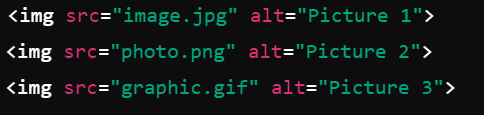 <img src="image.jpg" alt="Picture 1">
<img src="photo.png" alt="Picture 2">
<img src="graphic.gif" alt="Picture 3">